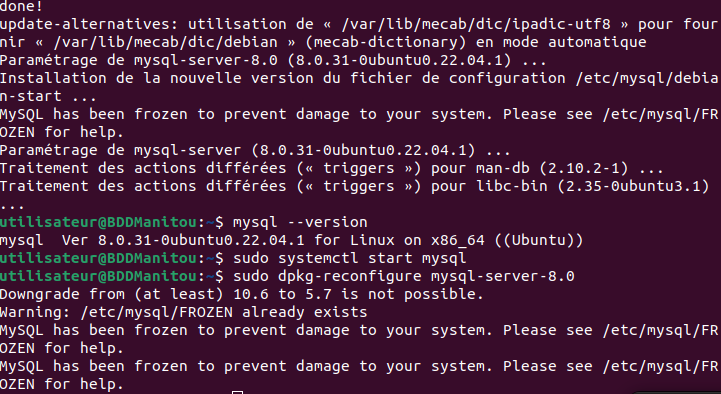 done!
update-alternatives: utilisation de « /var/lib/mecab/dic/ipadic-utf8 » pour four
nir « /var/lib/mecab/dic/debian » (mecab-dictionary) en mode automatique
Paramétrage de mysql-server-8.0 (8.0.31-0ubuntu0.22.04.1) ...
Installation de la nouvelle version du fichier de configuration /etc/mysql/debia
n-start ...
MySQL has been frozen to prevent damage to your system. Please see /etc/mysql/FR
OZEN for help.
Paramétrage de mysql-server (8.0.31-0ubuntu0.22.04.1) ...
Traitement des actions différées (« triggers ») pour man-db (2.10.2-1) ...
Traitement des actions différées (« triggers ») pour libc-bin (2.35-0ubuntu3.1)
...
utilisateur@BDDManitou:~$ mysql --version
mysql  Ver 8.0.31-0ubuntu0.22.04.1 for Linux on x86_64 ((Ubuntu))
utilisateur@BDDManitou:~$ sudo systemctl start mysql
utilisateur@BDDManitou:~$ sudo dpkg-reconfigure mysql-server-8.0
Downgrade from (at least) 10.6 to 5.7 is not possible.
Warning: /etc/mysql/FROZEN already exists
MySQL has been frozen to prevent damage to your system. Please see /etc/mysql/FR
OZEN for help.
MySQL has been frozen to prevent damage to your system. Please see /etc/mysql/FR
OZEN for help.